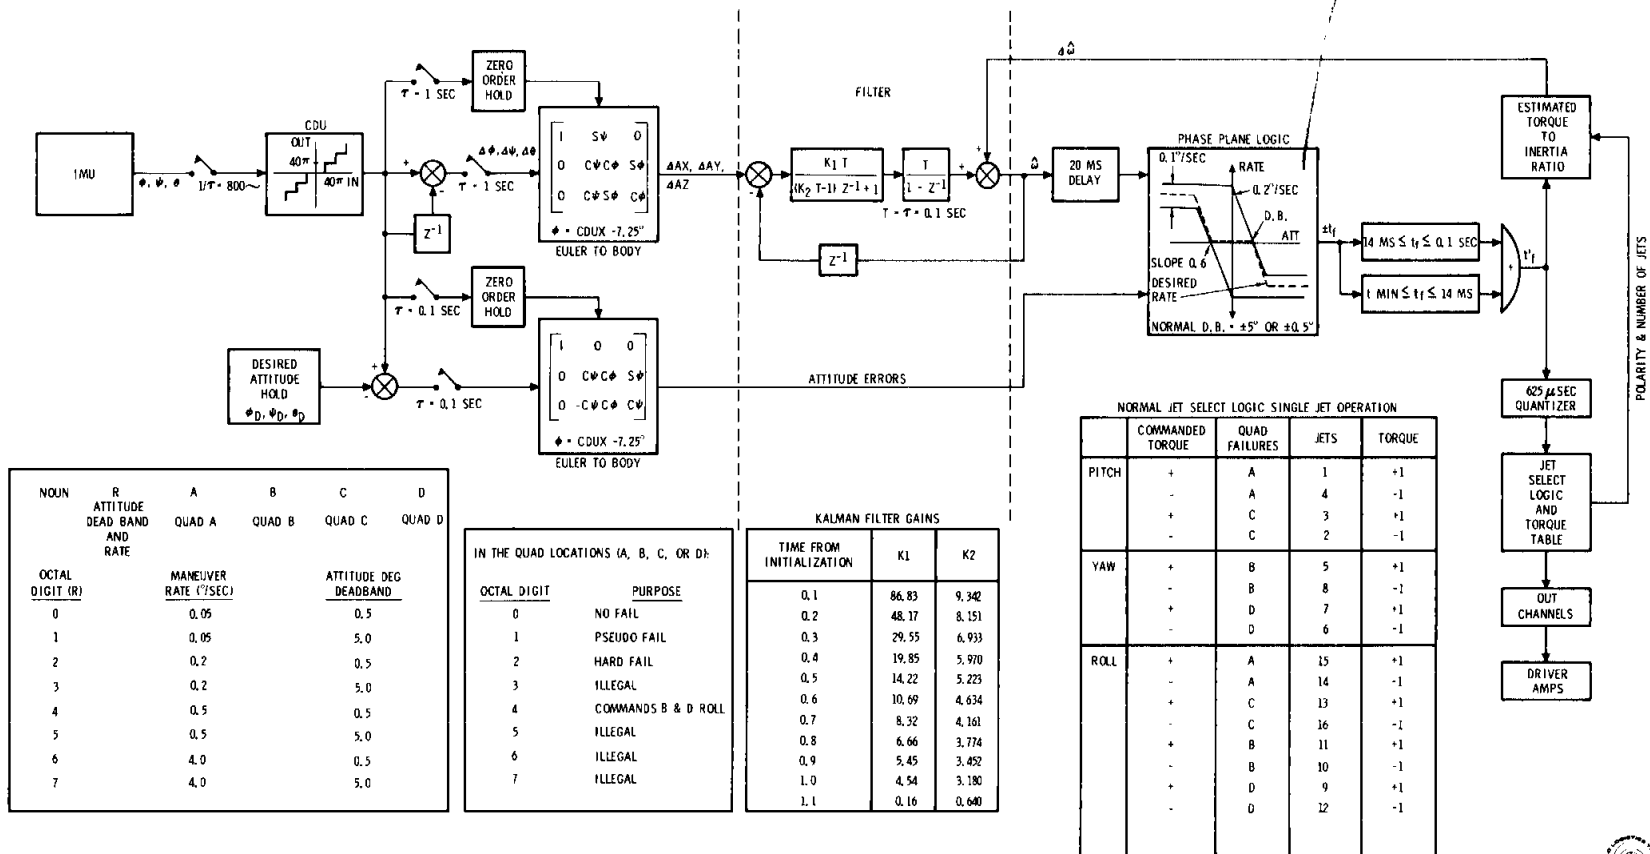 IMU
ϕ, ψ, θ
1/τ = 800~
CDU
OUT
40π
40π IN
τ = 1 SEC
ZERO
ORDER
HOLD
Δϕ, Δψ, Δθ
τ = 1 SEC
+
-
Z⁻¹
1 Sψ 0
0 CψCϕ Sϕ
0 CψSϕ Cϕ
ϕ = CDUX -7.25°
EULER TO BODY
ΔAX, ΔAY,
ΔAZ
τ = 0.1 SEC
ZERO
ORDER
HOLD
DESIRED
ATTITUDE
HOLD
ϕD, ψD, θD
+
-
τ = 0.1 SEC
1 0 0
0 CψCϕ Sψ
0 -CψCϕ Cψ
ϕ = CDUX -7.25°
EULER TO BODY
FILTER
-
K1 T
(K2 T-1) Z⁻¹ + 1
T
1 - Z⁻¹
T = τ = 0.1 SEC
+
+
Z⁻¹
Δω̂
ω̂
ATTITUDE ERRORS
20 MS
DELAY
PHASE PLANE LOGIC
0.1°/SEC
RATE
0.2°/SEC
D.B.
ATT
SLOPE 0.6
DESIRED
RATE
NORMAL D.B. = ±5° OR ±0.5°
±tf
14 MS ≤ tf ≤ 0.1 SEC
t MIN ≤ tf ≤ 14 MS
+
t'f
ESTIMATED
TORQUE
TO
INERTIA
RATIO
POLARITY & NUMBER OF JETS
625 μSEC
QUANTIZER
JET
SELECT
LOGIC
AND
TORQUE
TABLE
OUT
CHANNELS
DRIVER
AMPS
NOUN R A B C D
ATTITUDE
DEAD BAND QUAD A QUAD B QUAD C QUAD D
AND
RATE
OCTAL MANEUVER ATTITUDE DEG
DIGIT (R) RATE (°/SEC) DEADBAND
0 0.05 0.5
1 0.05 5.0
2 0.2 0.5
3 0.2 5.0
4 0.5 0.5
5 0.5 5.0
6 4.0 0.5
7 4.0 5.0
IN THE QUAD LOCATIONS (A, B, C, OR D):
OCTAL DIGIT PURPOSE
0 NO FAIL
1 PSEUDO FAIL
2 HARD FAIL
3 ILLEGAL
4 COMMANDS B & D ROLL
5 ILLEGAL
6 ILLEGAL
7 ILLEGAL
KALMAN FILTER GAINS
TIME FROM
INITIALIZATION K1 K2
0.1 86.83 9.342
0.2 48.17 8.151
0.3 29.55 6.933
0.4 19.85 5.970
0.5 14.22 5.223
0.6 10.69 4.634
0.7 8.32 4.161
0.8 6.66 3.774
0.9 5.45 3.452
1.0 4.54 3.180
1.1 0.16 0.640
NORMAL JET SELECT LOGIC SINGLE JET OPERATION
COMMANDED QUAD JETS TORQUE
TORQUE FAILURES
PITCH + A 1 +1
- A 4 -1
+ C 3 +1
- C 2 -1
YAW + B 5 +1
- B 8 -1
+ D 7 +1
- D 6 -1
ROLL + A 15 +1
- A 14 -1
+ C 13 +1
- C 16 -1
+ B 11 +1
- B 10 -1
+ D 9 +1
- D 12 -1